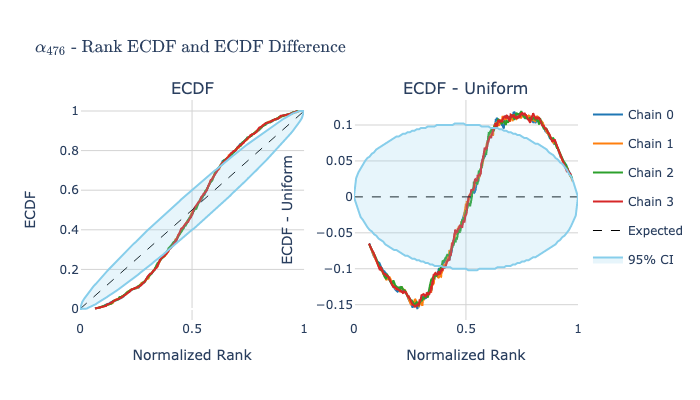 α476 - Rank ECDF and ECDF Difference
ECDF
ECDF - Uniform
ECDF
1
0.8
0.6
0.4
0.2
0
0
0.5
1
Normalized Rank
ECDF - Uniform
0.1
0.05
0
−0.05
−0.1
−0.15
0
0.5
1
Normalized Rank
Chain 0
Chain 1
Chain 2
Chain 3
Expected
95% CI